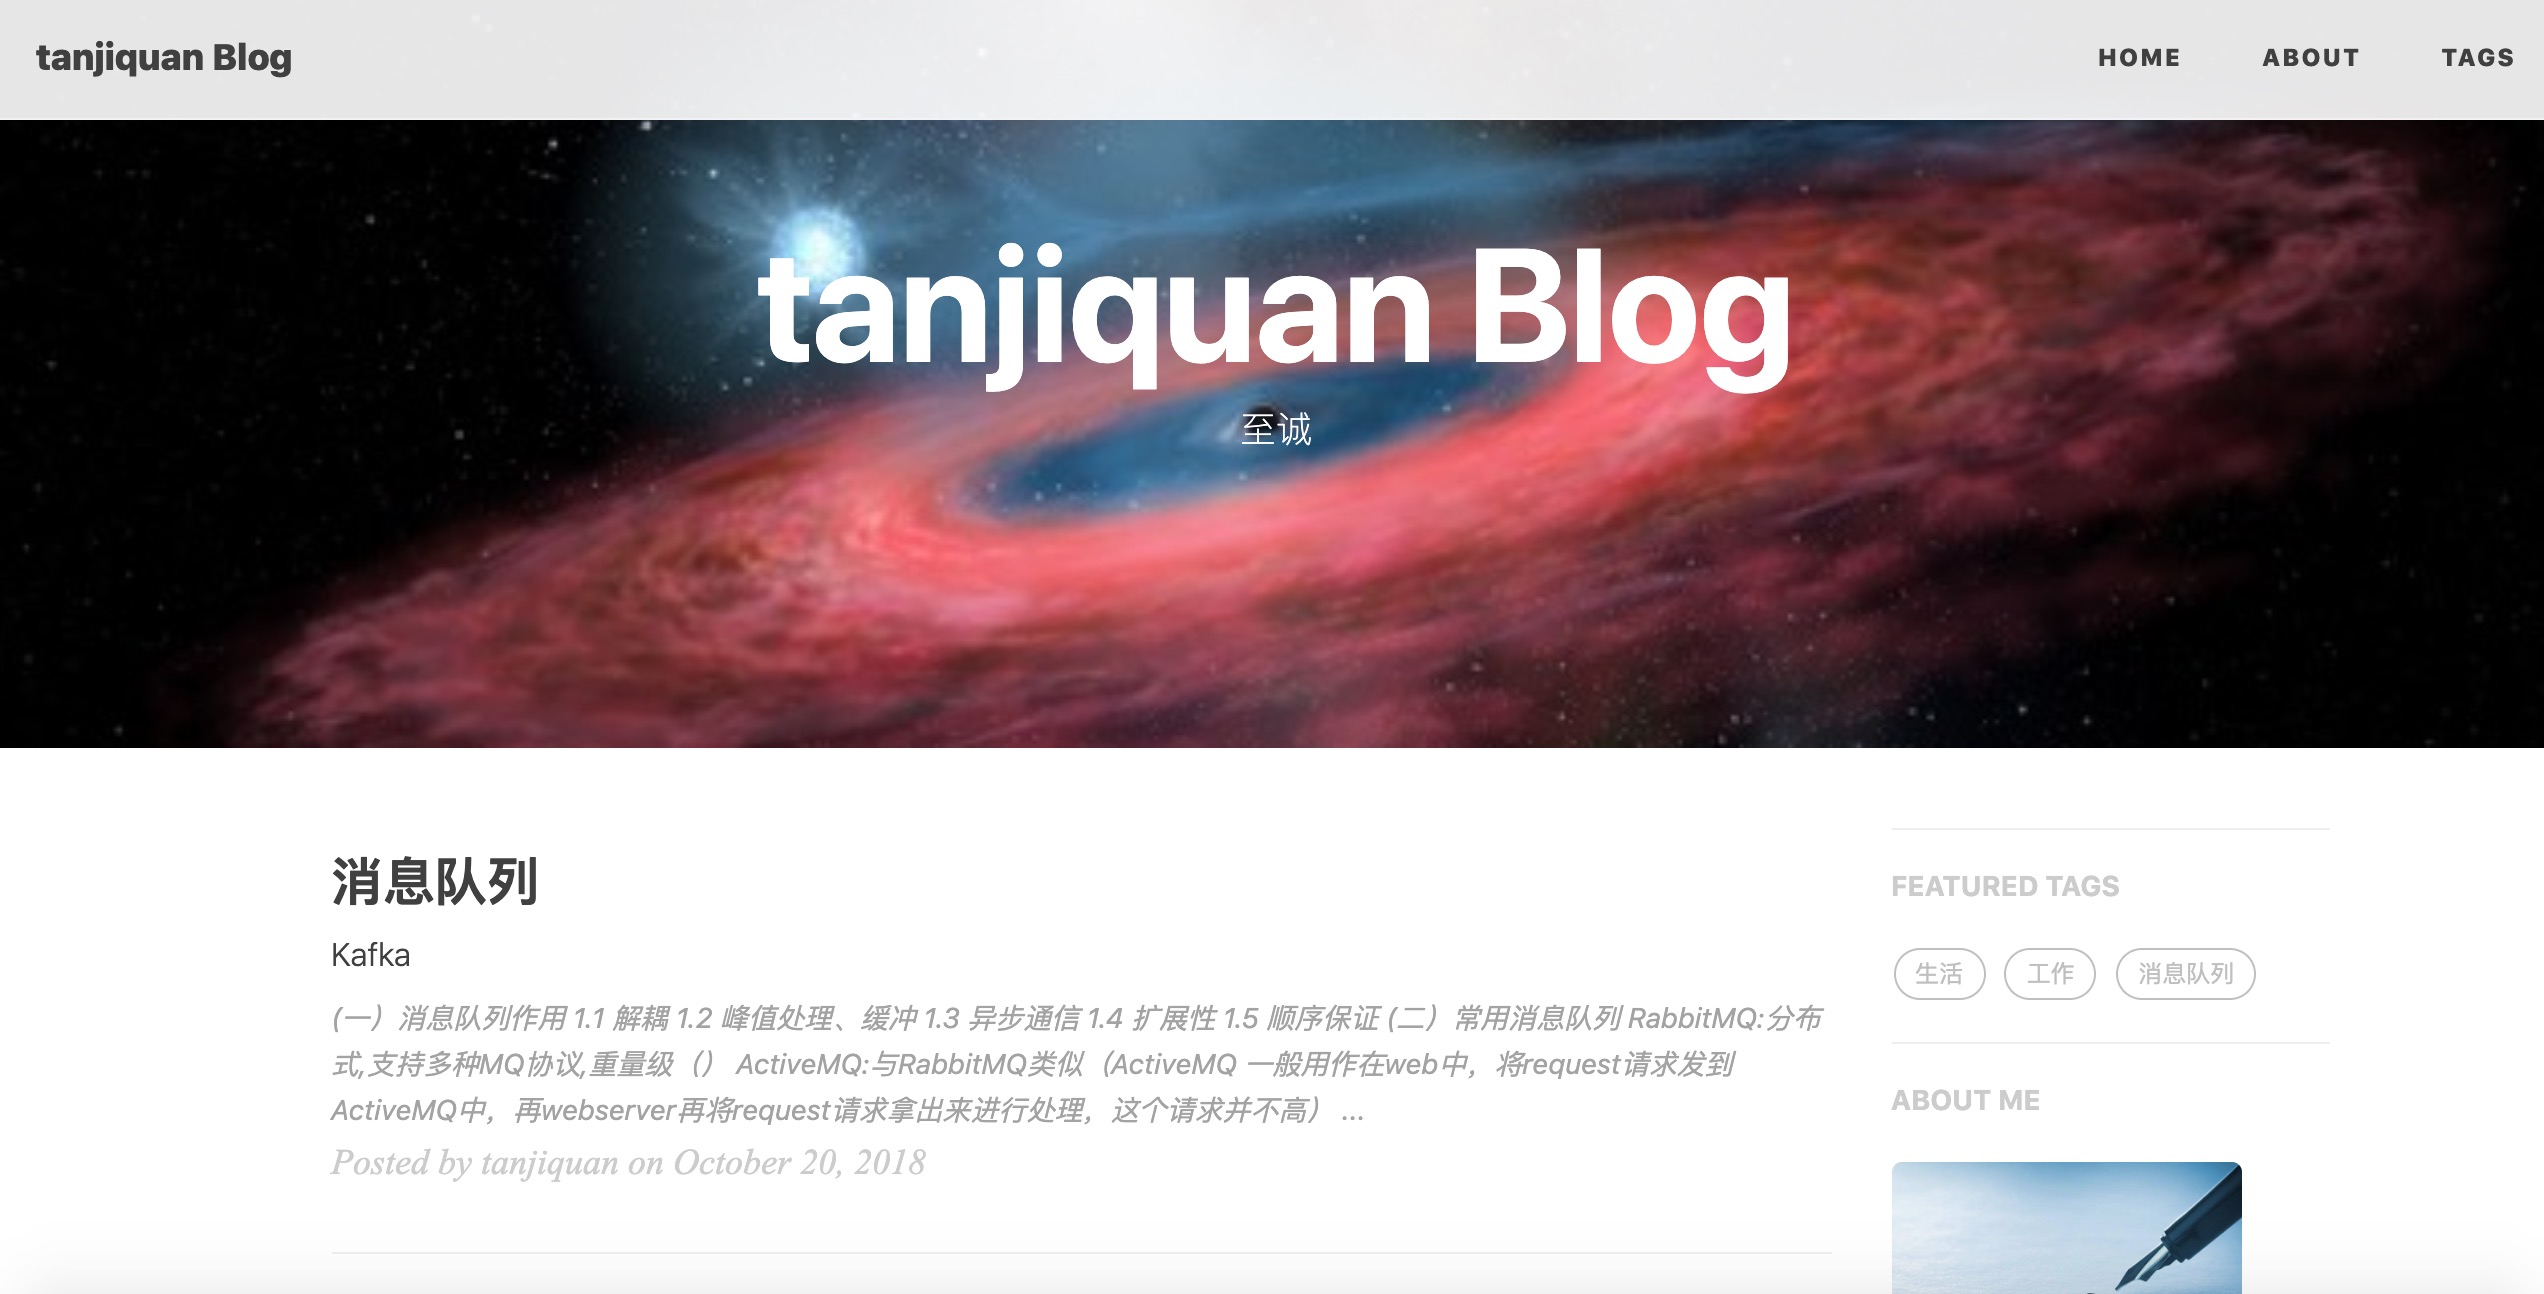 tanjiquan Blog
HOME ABOUT TAGS
tanjiquan Blog
至诚
消息队列
Kafka
(一）消息队列作用 1.1 解耦 1.2 峰值处理、缓冲 1.3 异步通信 1.4 扩展性 1.5 顺序保证 (二）常用消息队列 RabbitMQ:分布
式,支持多种MQ协议,重量级（） ActiveMQ:与RabbitMQ类似（ActiveMQ 一般用作在web中，将request请求发到
ActiveMQ中，再webserver再将request请求拿出来进行处理，这个请求并不高） ...
Posted by tanjiquan on October 20, 2018
FEATURED TAGS
生活 工作 消息队列
ABOUT ME